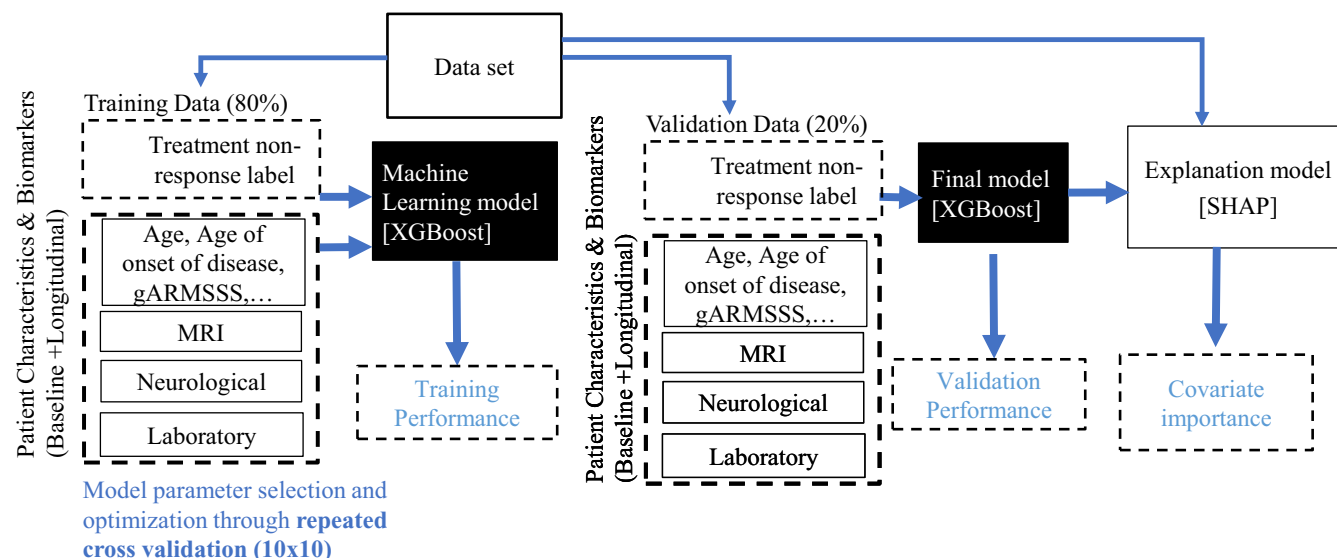 Data set
Training Data (80%)
Patient Characteristics & Biomarkers
(Baseline +Longitudinal)
Treatment non-
response label
Age, Age of
onset of disease,
gARMSSS,…
MRI
Neurological
Laboratory
Machine
Learning model
[XGBoost]
Training
Performance
Model parameter selection and
optimization through repeated
cross validation (10x10)
Validation Data (20%)
Patient Characteristics & Biomarkers
(Baseline +Longitudinal)
Treatment non-
response label
Age, Age of
onset of disease,
gARMSSS,…
MRI
Neurological
Laboratory
Final model
[XGBoost]
Validation
Performance
Explanation model
[SHAP]
Covariate
importance